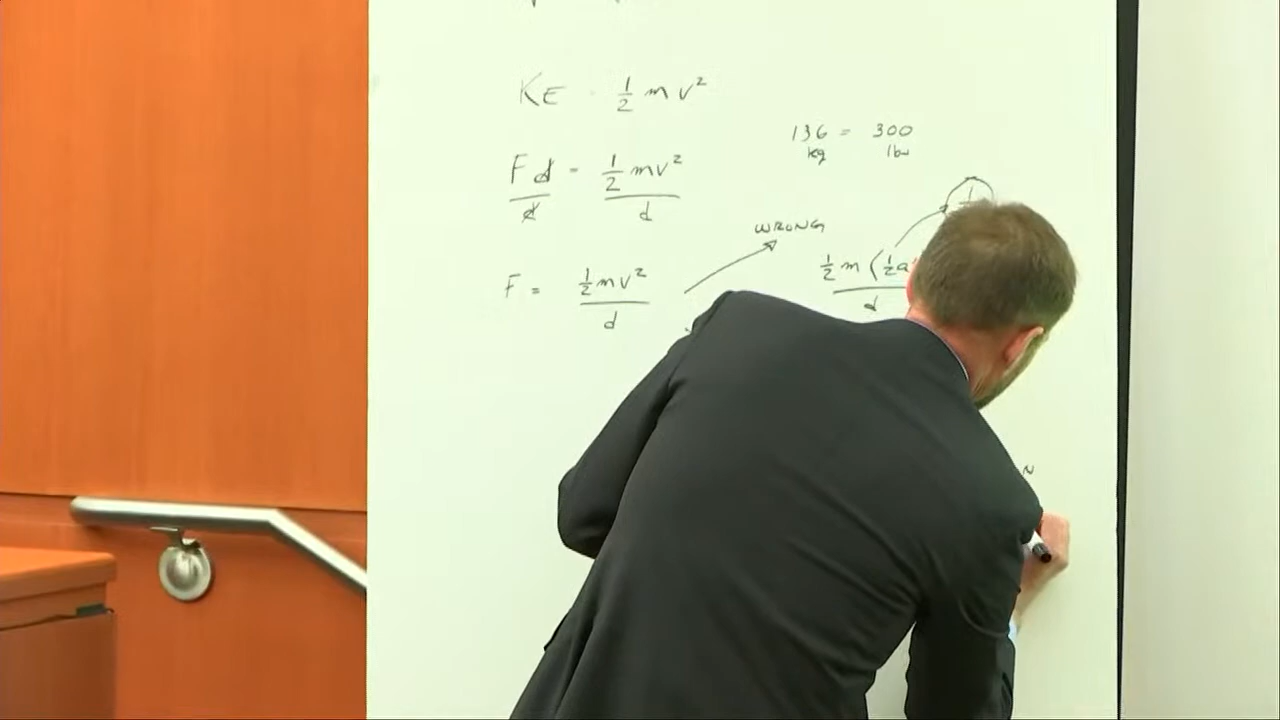 KE = 1/2 mv²
136 = 300
kg lbs
Fd/d = 1/2 mv²/d
WRONG
F = 1/2 mv²/d
1/2 m (1/2 a
d
N